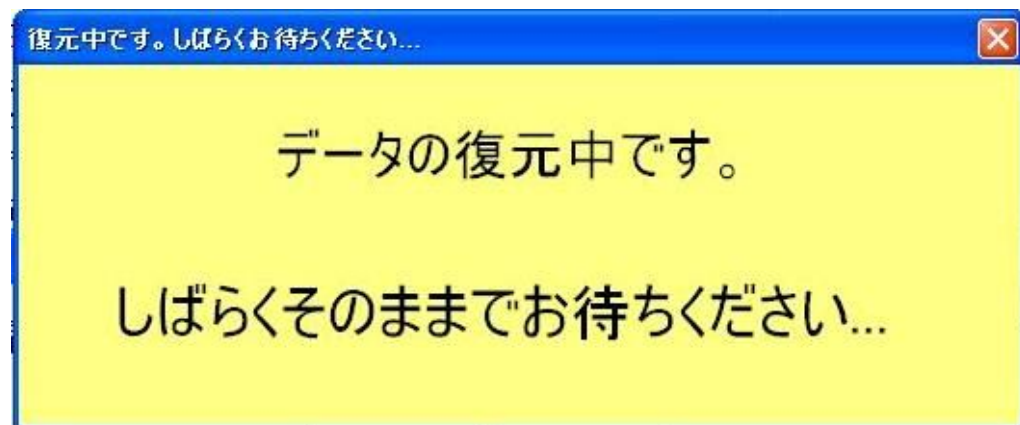 復元中です。しばらくお待ちください...
データの復元中です。
しばらくそのままでお待ちください...